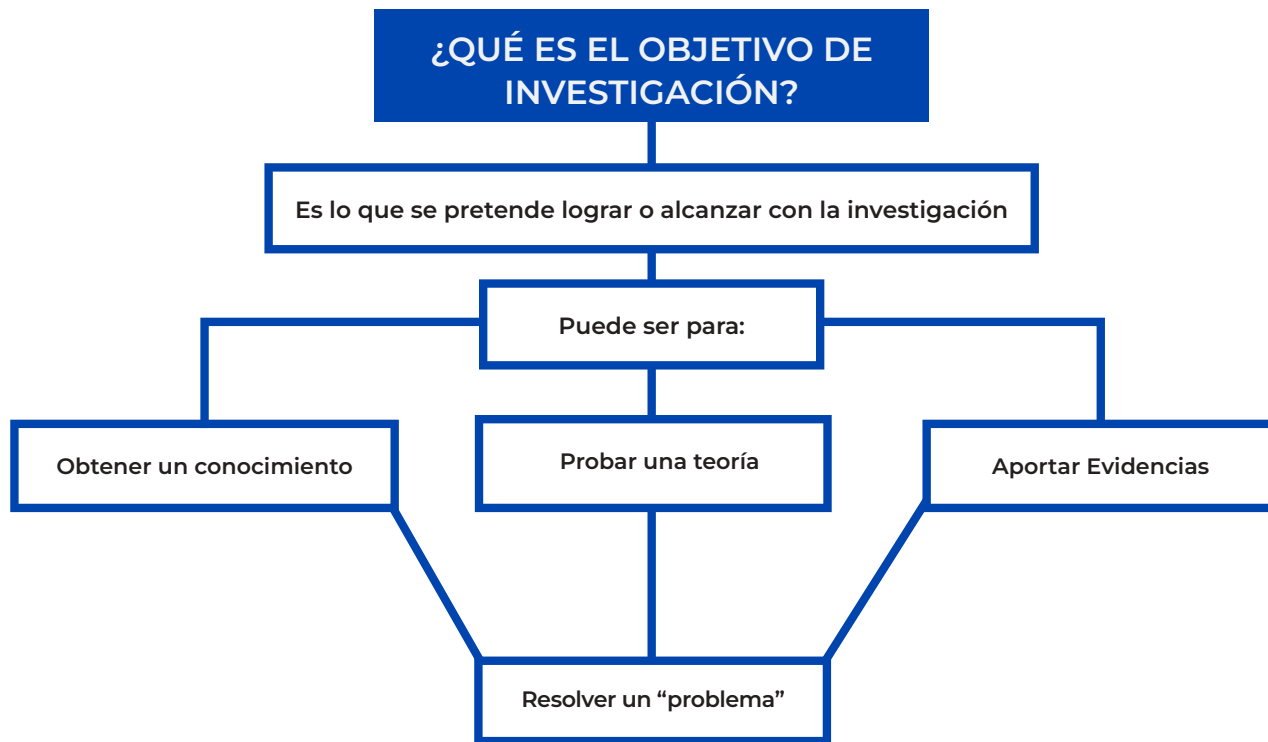 ¿QUÉ ES EL OBJETIVO DE
INVESTIGACIÓN?
Es lo que se pretende lograr o alcanzar con la investigación
Puede ser para:
Obtener un conocimiento
Probar una teoría
Aportar Evidencias
Resolver un “problema”